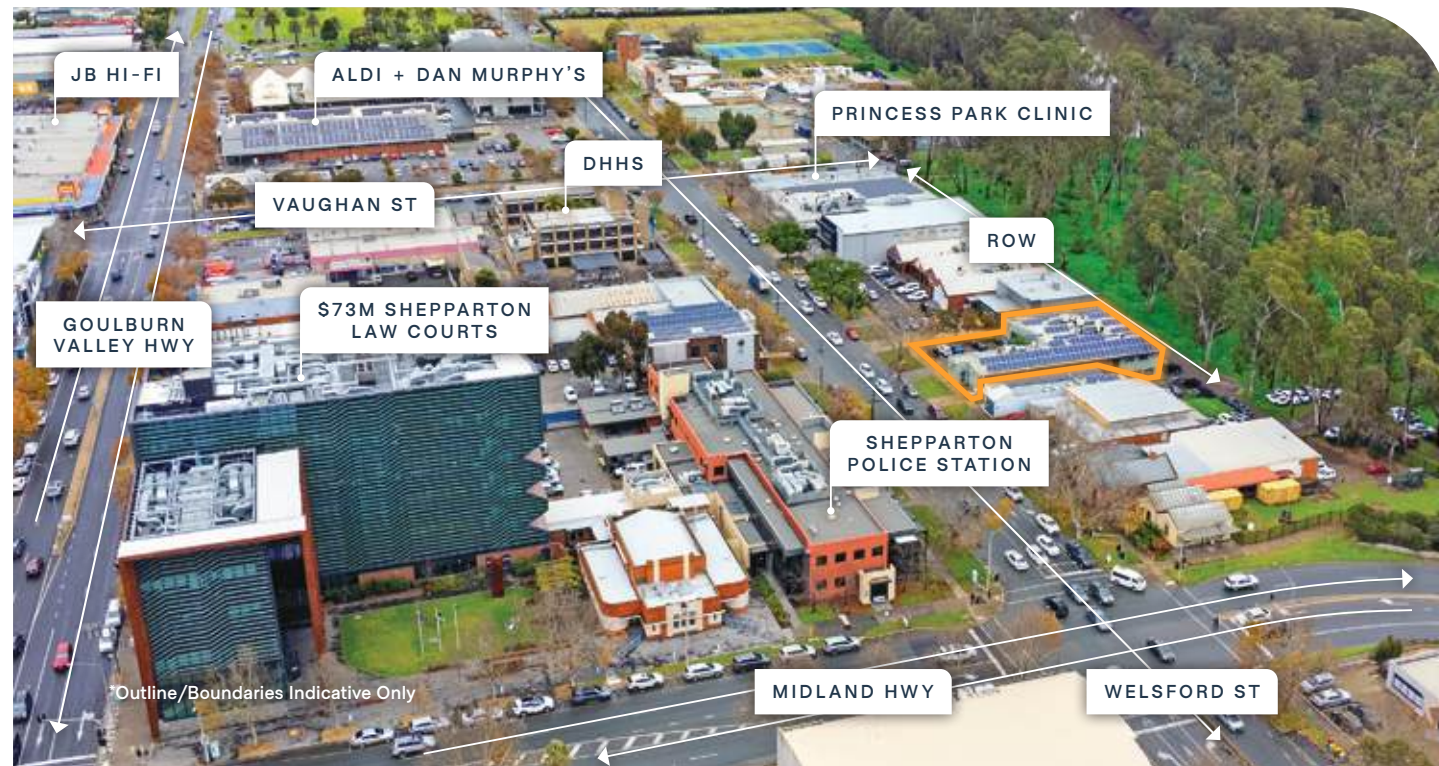 JB HI-FI
ALDI + DAN MURPHY'S
PRINCESS PARK CLINIC
DHHS
VAUGHAN ST
ROW
GOULBURN
VALLEY HWY
$73M SHEPPARTON
LAW COURTS
SHEPPARTON
POLICE STATION
*Outline/Boundaries Indicative Only
MIDLAND HWY
WELSFORD ST